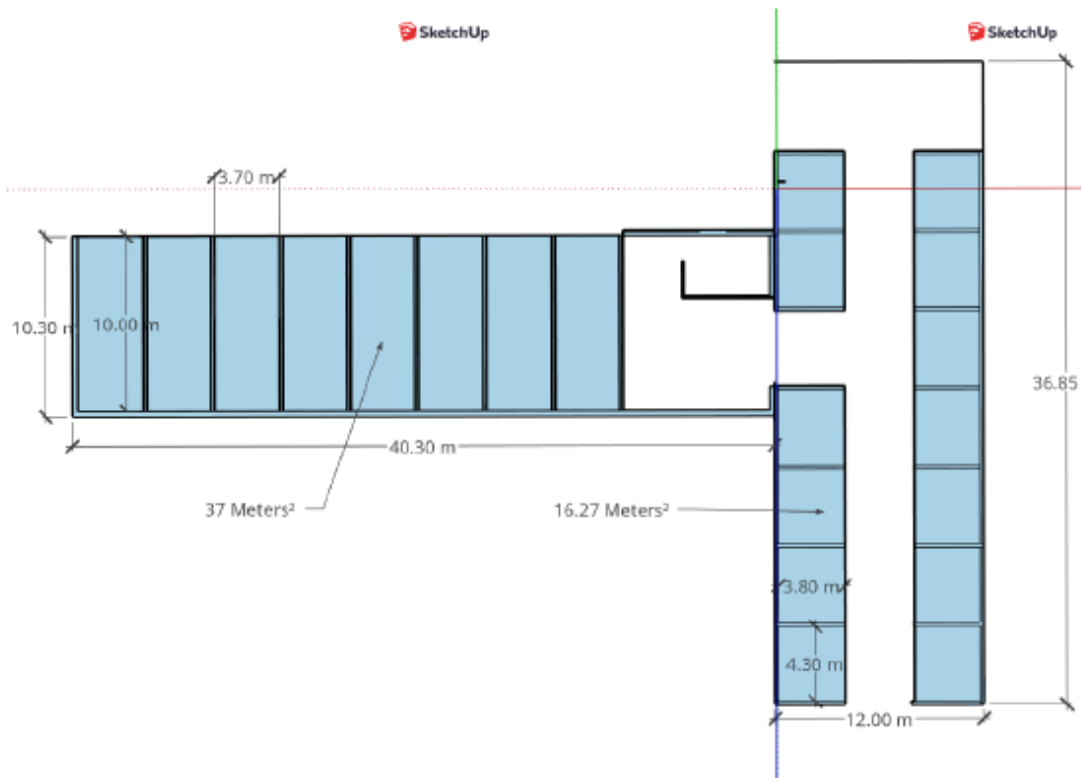 SketchUp
SketchUp
3.70 m
10.30 m
10.00 m
36.85
40.30 m
37 Meters²
16.27 Meters²
3.80 m
4.30 m
12.00 m